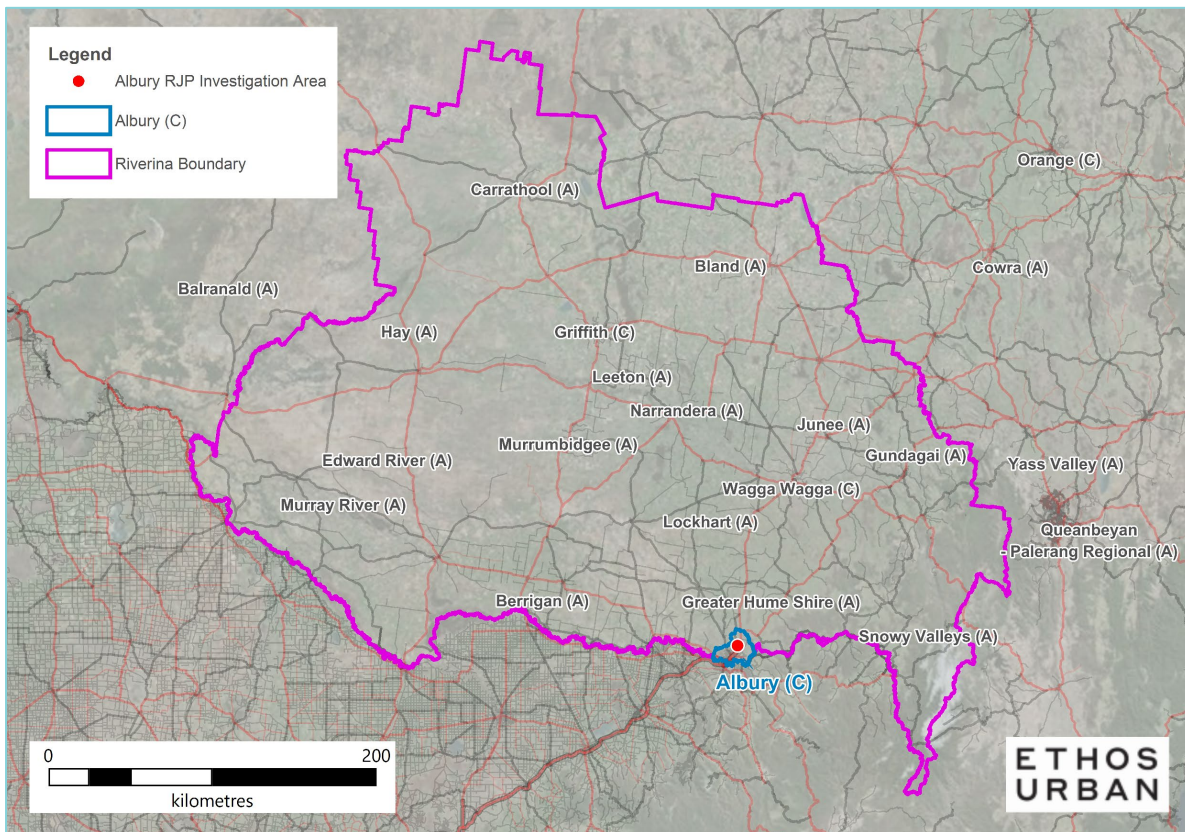 Legend
Albury RJP Investigation Area
Albury (C)
Riverina Boundary
Orange (C)
Carrathool (A)
Bland (A)
Cowra (A)
Balranald (A)
Hay (A)
Griffith (C)
Leeton (A)
Narrandera (A)
Junee (A)
Murrumbidgee (A)
Gundagai (A)
Edward River (A)
Yass Valley (A)
Wagga Wagga (C)
Murray River (A)
Lockhart (A)
Queanbeyan
- Palerang Regional (A)
Berrigan (A)
Greater Hume Shire (A)
Snowy Valleys (A)
Albury (C)
0 200
kilometres
ETHOS
URBAN